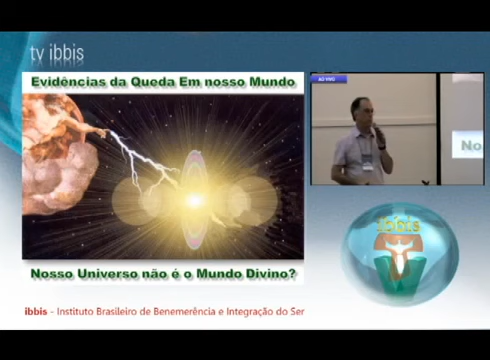 tv ibbis
Evidências da Queda Em nosso Mundo
AO VIVO
No
ibbis
Nosso Universo não é o Mundo Divino?
ibbis - Instituto Brasileiro de Benemerência e Integração do Ser